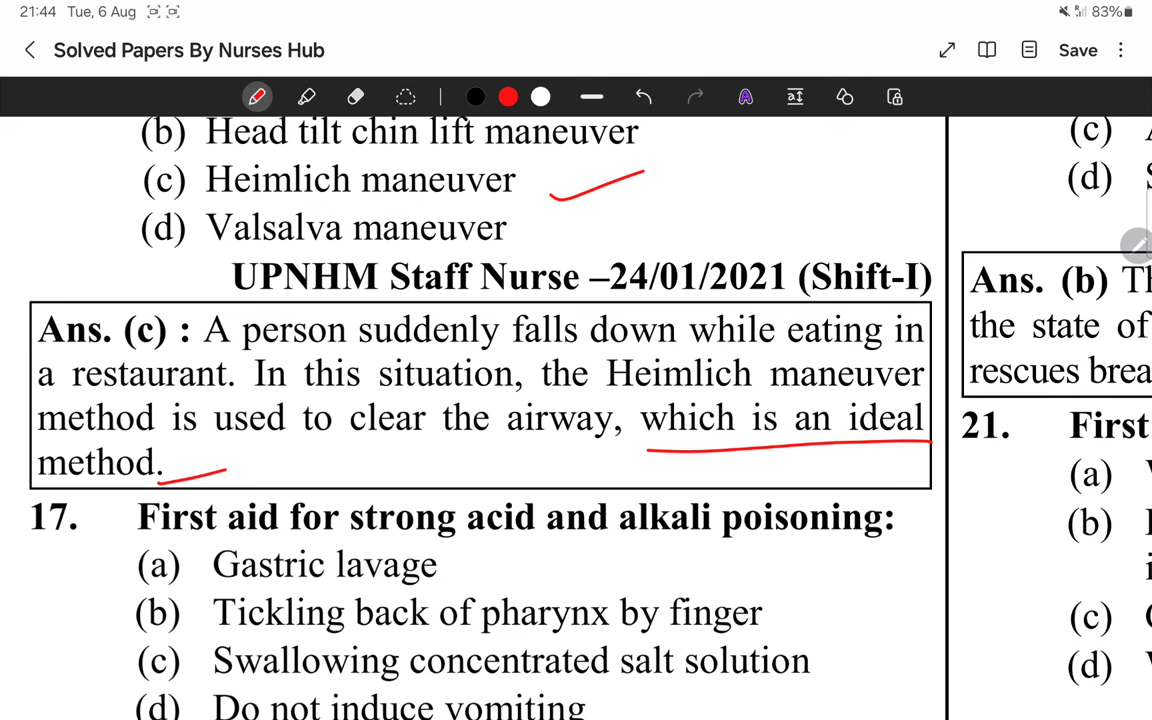 21:44 Tue, 6 Aug
83%
Solved Papers By Nurses Hub
Save
(b) Head tilt chin lift maneuver
(c) Heimlich maneuver
(d) Valsalva maneuver
UPNHM Staff Nurse –24/01/2021 (Shift-I)
Ans. (c) : A person suddenly falls down while eating in
a restaurant. In this situation, the Heimlich maneuver
method is used to clear the airway, which is an ideal
method.
17. First aid for strong acid and alkali poisoning:
(a) Gastric lavage
(b) Tickling back of pharynx by finger
(c) Swallowing concentrated salt solution
(d) Do not induce vomiting
(c)
(d)
Ans. (b)
the state of
rescues
21. First
(a)
(b)
(c)
(d)